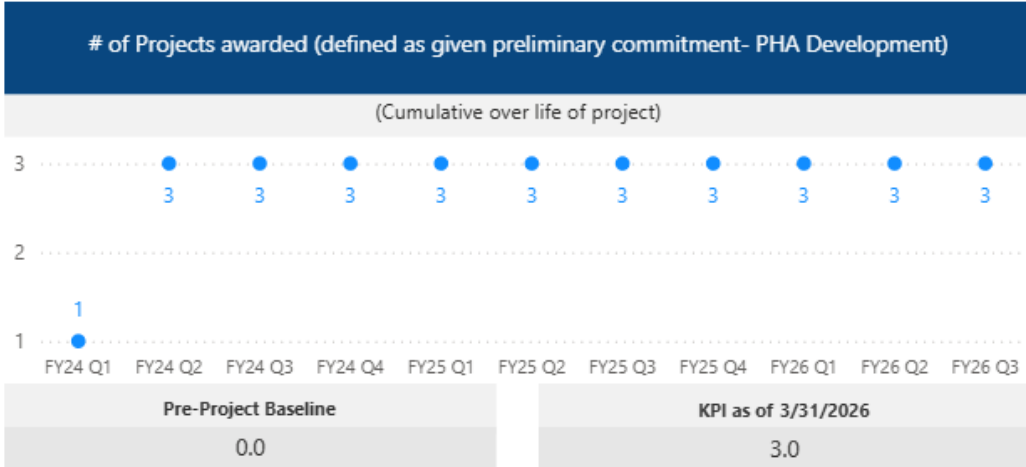 # of Projects awarded (defined as given preliminary commitment- PHA Development)
(Cumulative over life of project)
3
3 3 3 3 3 3 3 3 3 3
2
1
1
FY24 Q1 FY24 Q2 FY24 Q3 FY24 Q4 FY25 Q1 FY25 Q2 FY25 Q3 FY25 Q4 FY26 Q1 FY26 Q2 FY26 Q3
Pre-Project Baseline KPI as of 3/31/2026
0.0 3.0